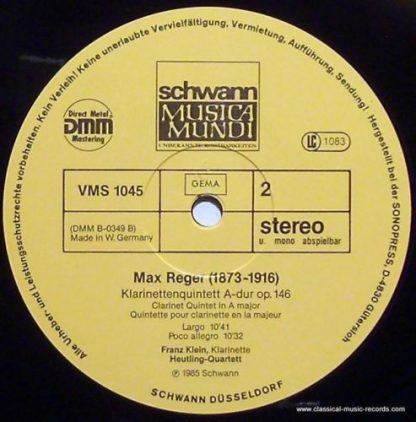 Alle Urheber- und Leistungsschutzrechte vorbehalten. Kein Verleih! Keine unerlaubte Vervielfältigung, Vermietung, Aufführung, Sendung! Hergestellt bei der SONOPRESS, D-4830 Gütersloh
schwann
MUSICA
MUNDI
UNBEKANNTE KOSTBARKEITEN
Direct Metal
DMM
Mastering
LC 1083
VMS 1045
GEMA
2
(DMM B-0349 B)
Made in W. Germany
stereo
u. mono abspielbar
Max Reger (1873-1916)
Klarinettenquintett A-dur op.146
Clarinet Quintet in A major
Quintette pour clarinette en la majeur
Largo 10'41
Poco allegro 10'32
Franz Klein, Klarinette
Heutling-Quartett
℗ 1985 Schwann
SCHWANN DÜSSELDORF
www.classical-music-records.com